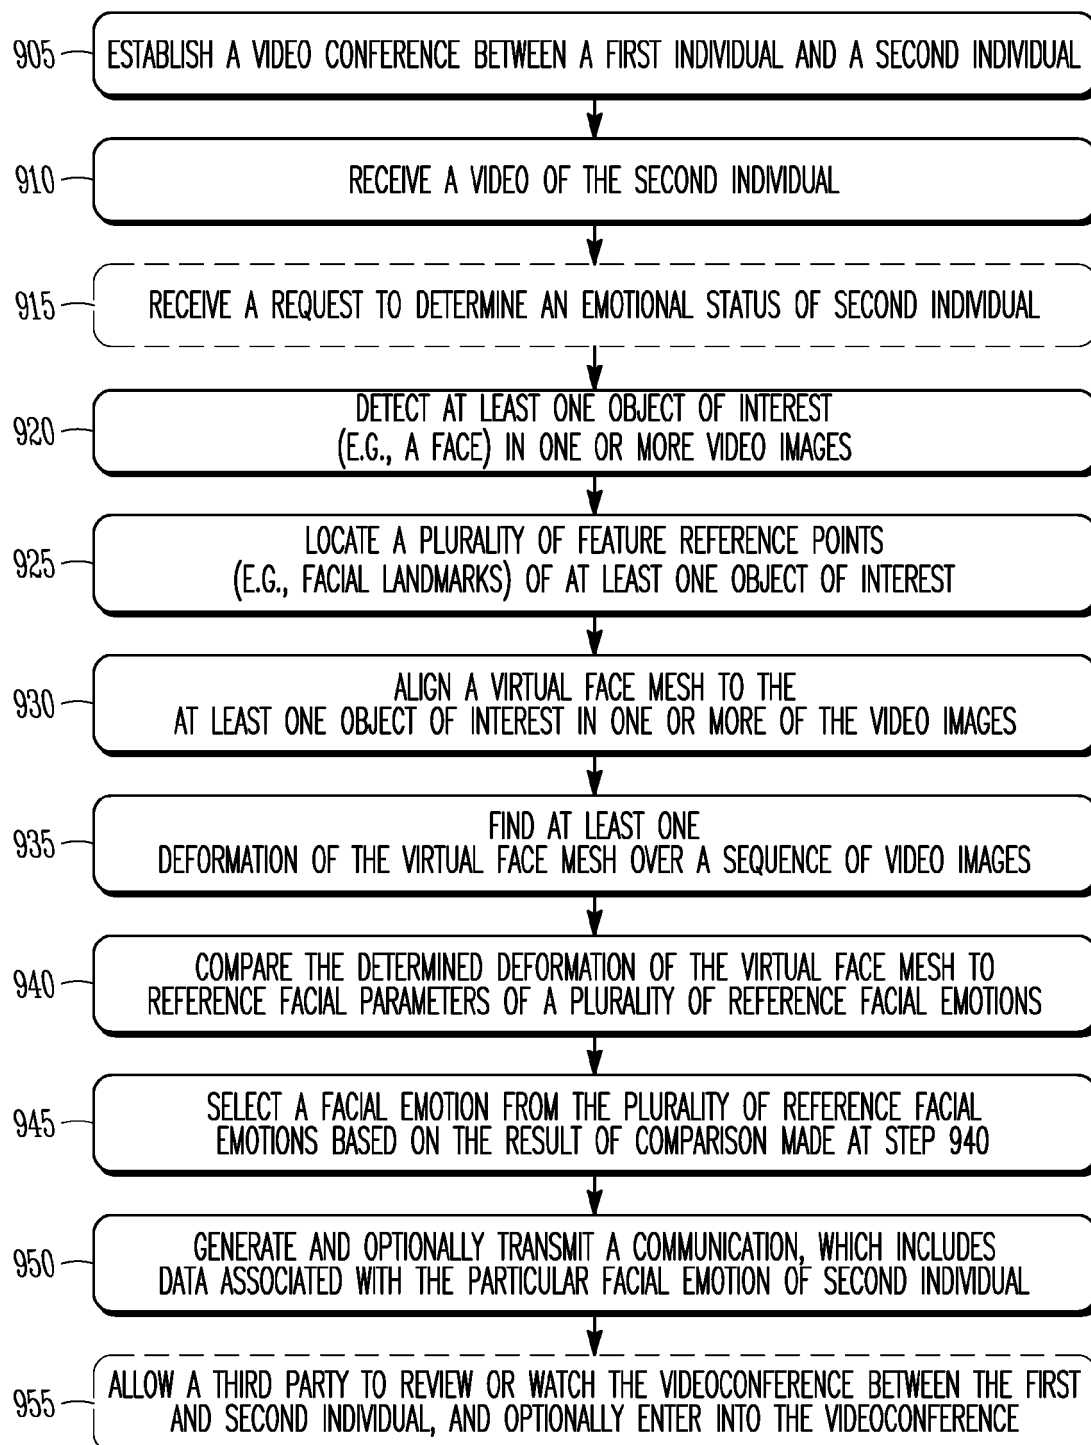 905
ESTABLISH A VIDEO CONFERENCE BETWEEN A FIRST INDIVIDUAL AND A SECOND INDIVIDUAL
910
RECEIVE A VIDEO OF THE SECOND INDIVIDUAL
915
RECEIVE A REQUEST TO DETERMINE AN EMOTIONAL STATUS OF SECOND INDIVIDUAL
920
DETECT AT LEAST ONE OBJECT OF INTEREST
(E.G., A FACE) IN ONE OR MORE VIDEO IMAGES
925
LOCATE A PLURALITY OF FEATURE REFERENCE POINTS
(E.G., FACIAL LANDMARKS) OF AT LEAST ONE OBJECT OF INTEREST
930
ALIGN A VIRTUAL FACE MESH TO THE
AT LEAST ONE OBJECT OF INTEREST IN ONE OR MORE OF THE VIDEO IMAGES
935
FIND AT LEAST ONE
DEFORMATION OF THE VIRTUAL FACE MESH OVER A SEQUENCE OF VIDEO IMAGES
940
COMPARE THE DETERMINED DEFORMATION OF THE VIRTUAL FACE MESH TO
REFERENCE FACIAL PARAMETERS OF A PLURALITY OF REFERENCE FACIAL EMOTIONS
945
SELECT A FACIAL EMOTION FROM THE PLURALITY OF REFERENCE FACIAL
EMOTIONS BASED ON THE RESULT OF COMPARISON MADE AT STEP 940
950
GENERATE AND OPTIONALLY TRANSMIT A COMMUNICATION, WHICH INCLUDES
DATA ASSOCIATED WITH THE PARTICULAR FACIAL EMOTION OF SECOND INDIVIDUAL
955
ALLOW A THIRD PARTY TO REVIEW OR WATCH THE VIDEOCONFERENCE BETWEEN THE FIRST
AND SECOND INDIVIDUAL, AND OPTIONALLY ENTER INTO THE VIDEOCONFERENCE